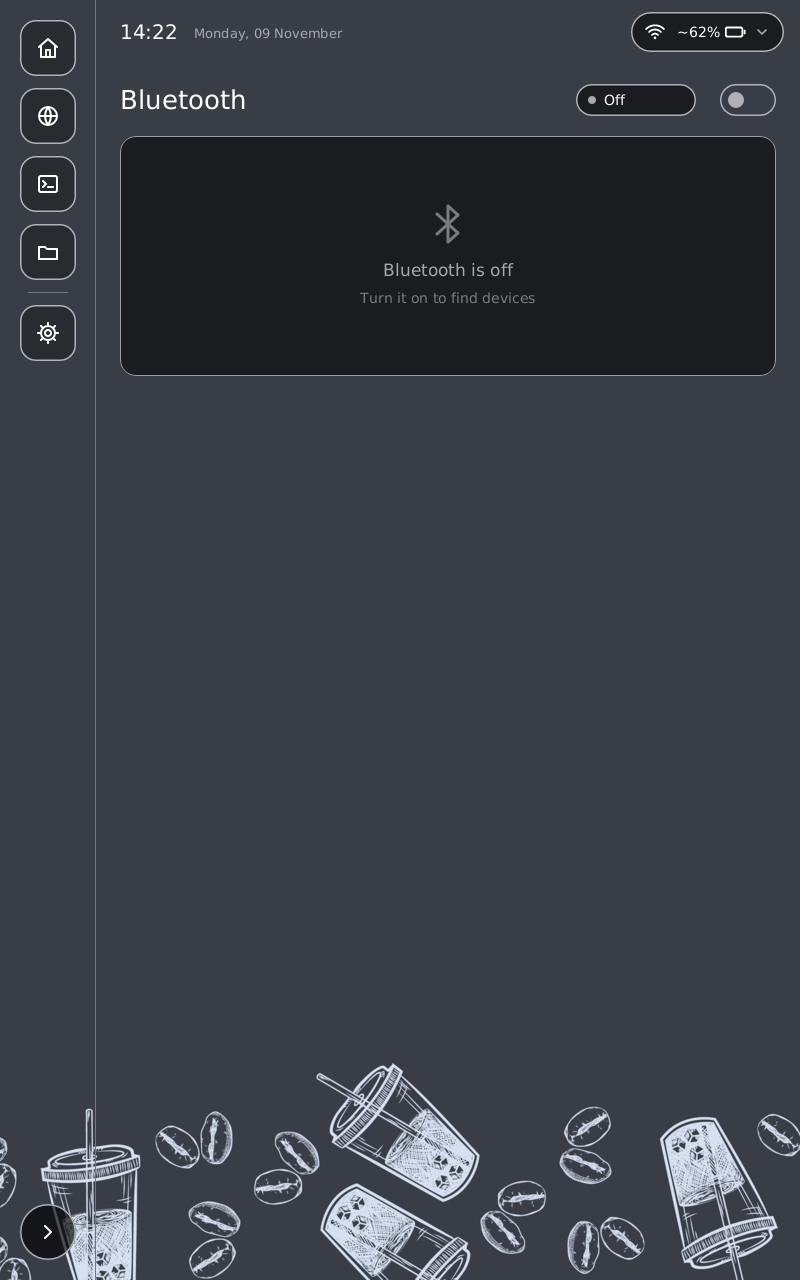 14:22 Monday, 09 November
~62%
Bluetooth
Off
Bluetooth is off
Turn it on to find devices